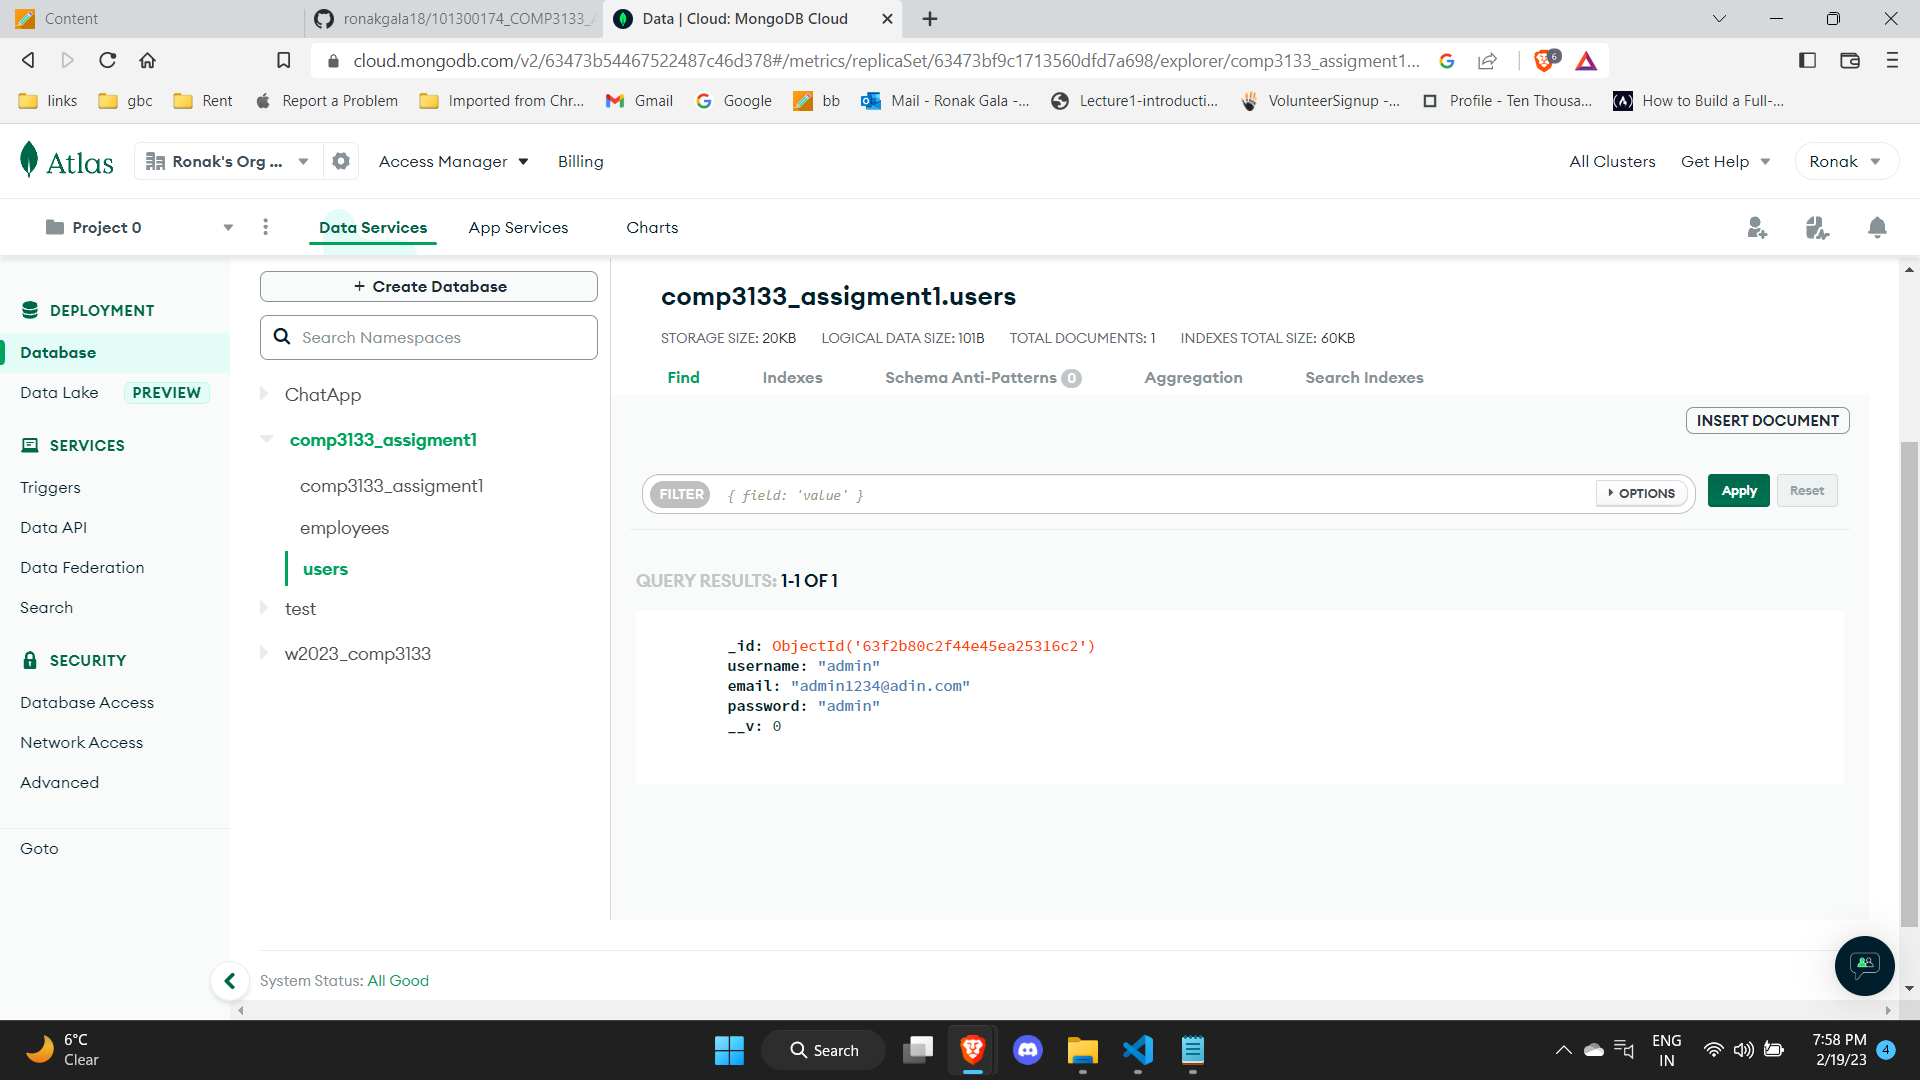 Content
ronakgala18/101300174_COMP3133_A
Data | Cloud: MongoDB Cloud
cloud.mongodb.com/v2/63473b54467522487c46d378#/metrics/replicaSet/63473bf9c1713560dfd7a698/explorer/comp3133_assigment1...
6
links
gbc
Rent
Report a Problem
Imported from Chr...
Gmail
Google
bb
Mail - Ronak Gala -...
Lecture1-introducti...
VolunteerSignup -...
Profile - Ten Thousa...
How to Build a Full-...
Atlas
Ronak's Org ...
Access Manager
Billing
All Clusters
Get Help
Ronak
Project 0
Data Services
App Services
Charts
DEPLOYMENT
Database
Data Lake
PREVIEW
SERVICES
Triggers
Data API
Data Federation
Search
SECURITY
Database Access
Network Access
Advanced
Goto
+ Create Database
Search Namespaces
ChatApp
comp3133_assigment1
comp3133_assigment1
employees
users
test
w2023_comp3133
comp3133_assigment1.users
STORAGE SIZE: 20KB LOGICAL DATA SIZE: 101B TOTAL DOCUMENTS: 1 INDEXES TOTAL SIZE: 60KB
Find
Indexes
Schema Anti-Patterns 0
Aggregation
Search Indexes
INSERT DOCUMENT
FILTER { field: 'value' }
OPTIONS
Apply
Reset
QUERY RESULTS: 1-1 OF 1
_id: ObjectId('63f2b80c2f44e45ea25316c2')
username: "admin"
email: "admin1234@adin.com"
password: "admin"
__v: 0
System Status: All Good
6°C
Clear
Search
ENG
IN
7:58 PM
2/19/23
4